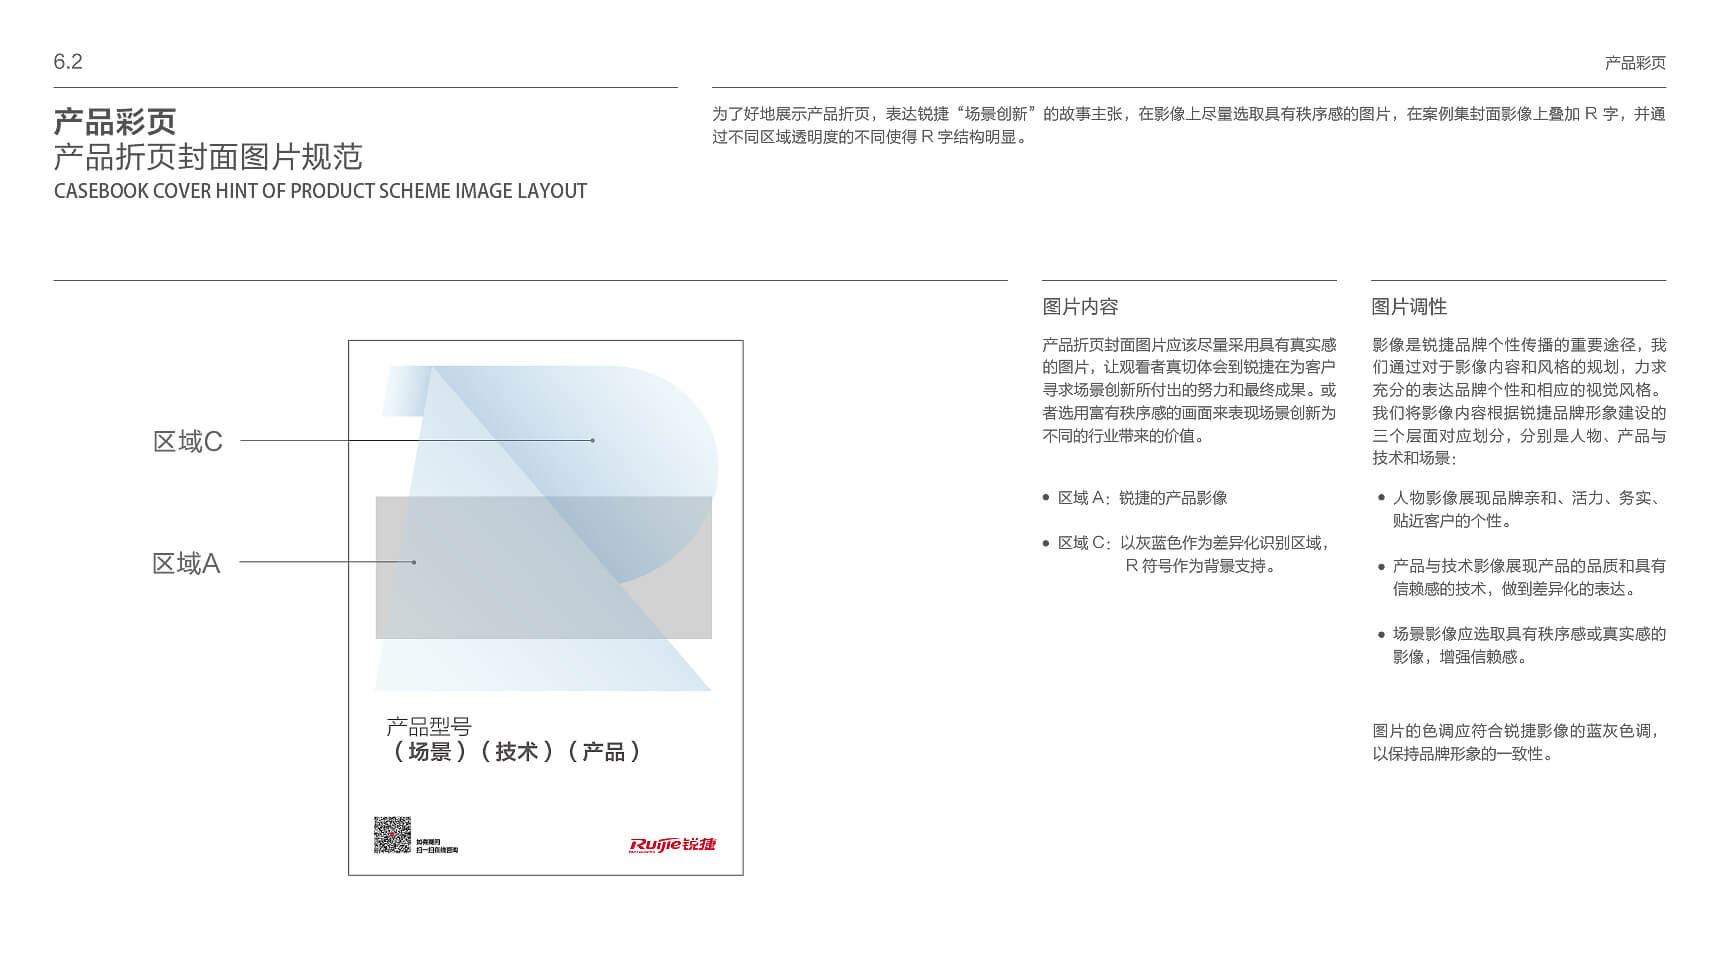 6.2
产品彩页
产品彩页
产品折页封面图片规范
CASEBOOK COVER HINT OF PRODUCT SCHEME IMAGE LAYOUT
为了好地展示产品折页，表达锐捷“场景创新”的故事主张，在影像上尽量选取具有秩序感的图片，在案例集封面影像上叠加 R 字，并通
过不同区域透明度的不同使得 R 字结构明显。
区域C
区域A
产品型号
（场景）（技术）（产品）
如有疑问
扫一扫在线咨询
Ruijie锐捷
Networks
图片内容
产品折页封面图片应该尽量采用具有真实感
的图片，让观看者真切体会到锐捷在为客户
寻求场景创新所付出的努力和最终成果。或
者选用富有秩序感的画面来表现场景创新为
不同的行业带来的价值。
● 区域 A：锐捷的产品影像
● 区域 C：以灰蓝色作为差异化识别区域，
R 符号作为背景支持。
图片调性
影像是锐捷品牌个性传播的重要途径，我
们通过对于影像内容和风格的规划，力求
充分的表达品牌个性和相应的视觉风格。
我们将影像内容根据锐捷品牌形象建设的
三个层面对应划分，分别是人物、产品与
技术和场景：
● 人物影像展现品牌亲和、活力、务实、
贴近客户的个性。
● 产品与技术影像展现产品的品质和具有
信赖感的技术，做到差异化的表达。
● 场景影像应选取具有秩序感或真实感的
影像，增强信赖感。
图片的色调应符合锐捷影像的蓝灰色调，
以保持品牌形象的一致性。